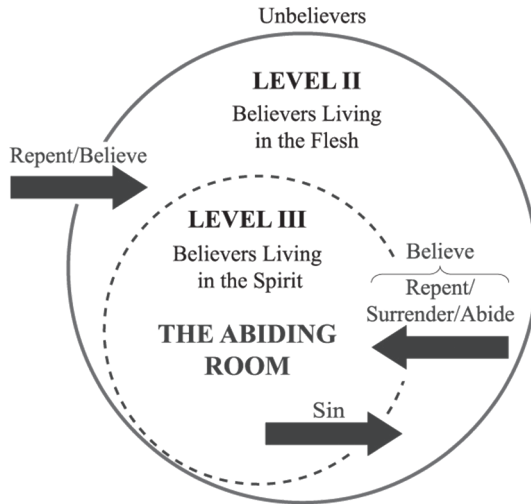 Unbelievers
LEVEL II
Believers Living
in the Flesh
Repent/Believe
LEVEL III
Believers Living
in the Spirit
Believe
Repent/
Surrender/Abide
THE ABIDING
ROOM
Sin